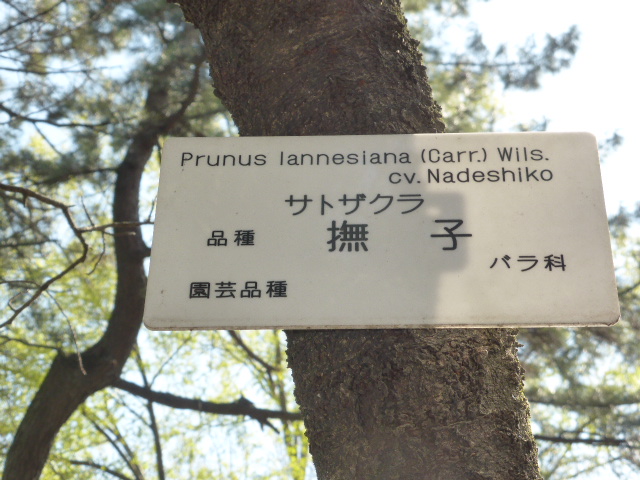 Prunus lannesiana (Carr.) Wils.
cv. Nadeshiko
サトザクラ
品種 撫子
バラ科
園芸品種